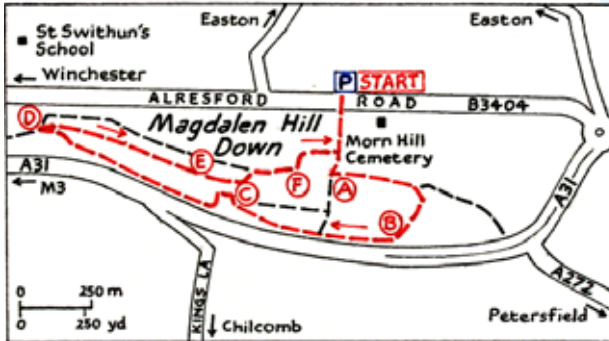 Easton
Easton
St Swithun's
School
Winchester
P START
ALRESFORD ROAD B3404
D
Magdalen Hill
Down
Morn Hill
Cemetery
E
F
A
C
B
A31
M3
A31
A272
KINGS LA
Chilcomb
Petersfield
0 250 m
0 250 yd